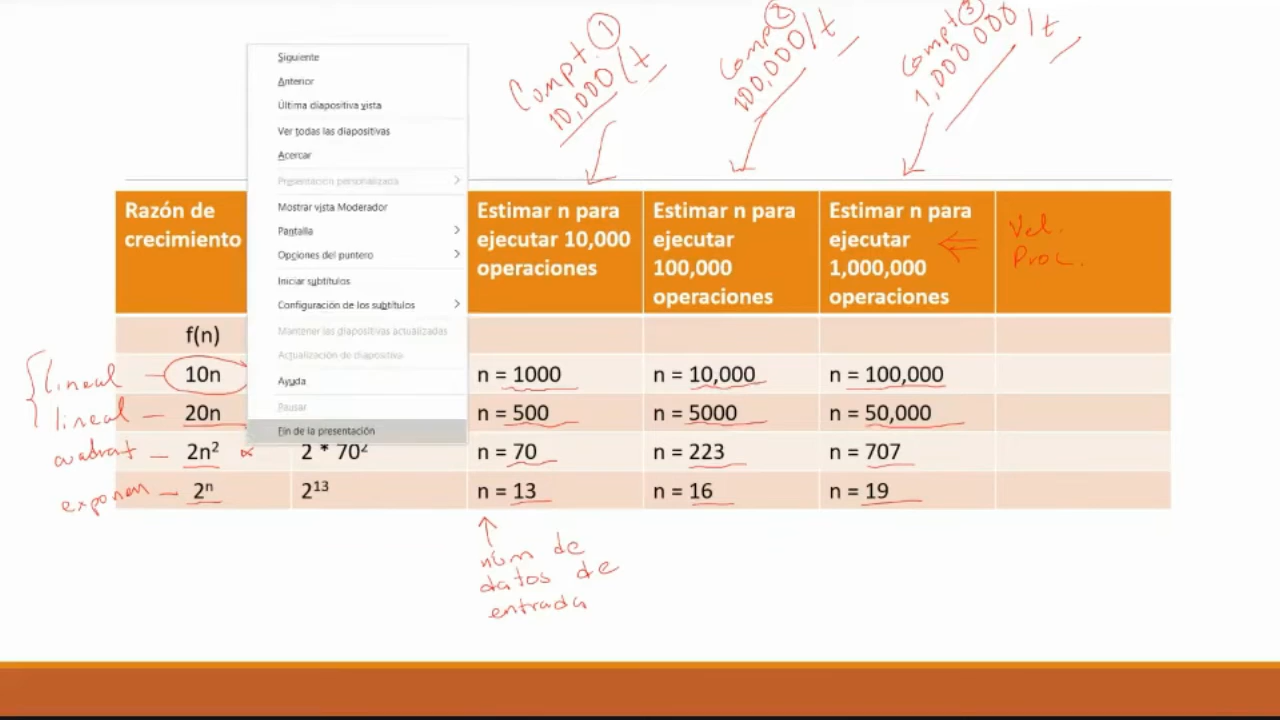 Compt. 1
10,000/t
Comp 2
100,000/t
Compt 3
1,000 000/t
Siguiente
Anterior
Última diapositiva vista
Ver todas las diapositivas
Acercar
Presentación personalizada
Mostrar vista Moderador
Pantalla
Opciones del puntero
Iniciar subtítulos
Configuración de los subtítulos
Mantener las diapositivas actualizadas
Actualización de diapositiva
Ayuda
Pausar
Fin de la presentación
Razón de
crecimiento
Estimar n para
ejecutar 10,000
operaciones
Estimar n para
ejecutar
100,000
operaciones
Estimar n para
ejecutar
1,000,000
operaciones
Vel.
Proc.
f(n)
lineal 10n n = 1000 n = 10,000 n = 100,000
lineal 20n n = 500 n = 5000 n = 50,000
cuadrat 2n² 2 * 70² n = 70 n = 223 n = 707
exponen 2ⁿ 2¹³ n = 13 n = 16 n = 19
núm de
datos de
entrada